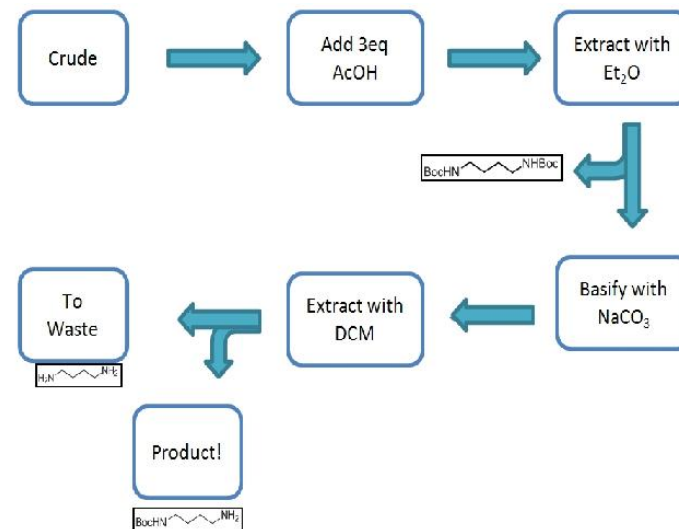 Crude
Add 3eq
AcOH
Extract with
Et₂O
BocHN
NHBoc
To
Waste
Extract with
DCM
Basify with
NaCO₃
H₂N
NH₂
Product!
BocHN
NH₂